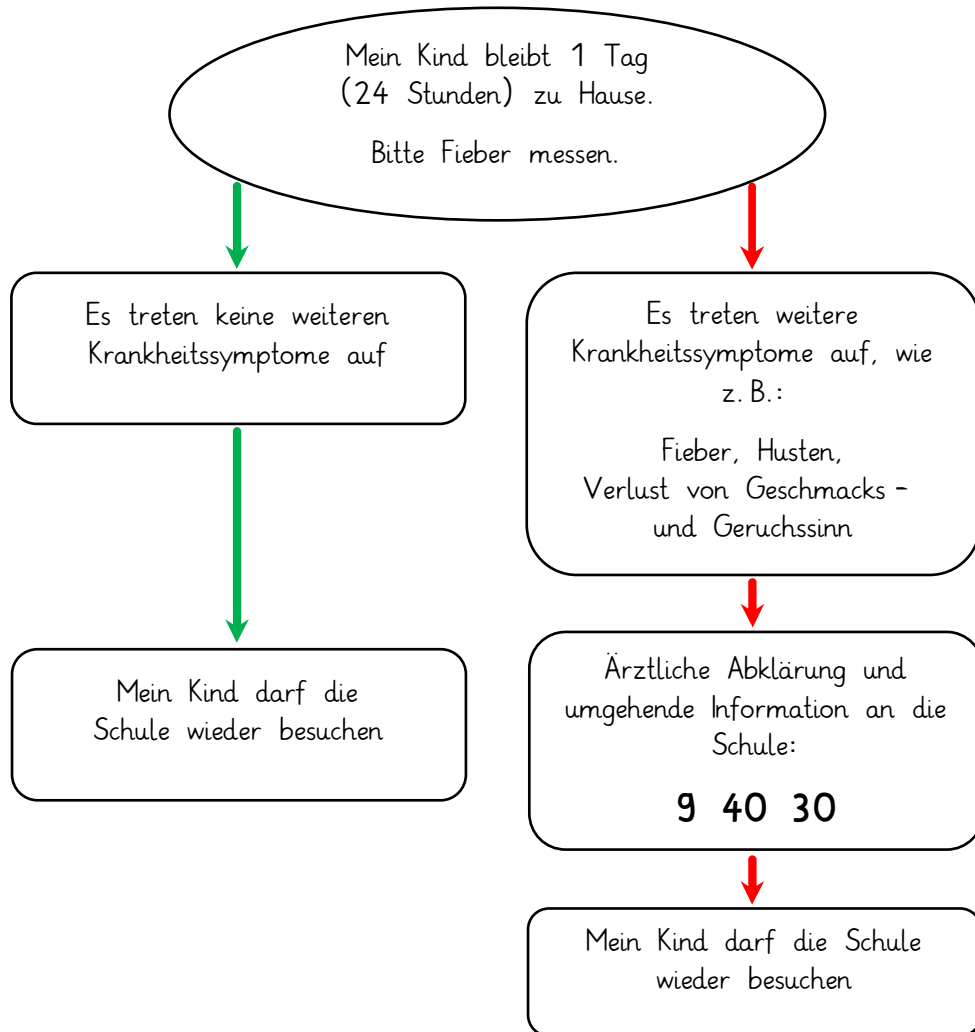 Mein Kind bleibt 1 Tag
(24 Stunden) zu Hause.
Bitte Fieber messen.
Es treten keine weiteren
Krankheitssymptome auf
Mein Kind darf die
Schule wieder besuchen
Es treten weitere
Krankheitssymptome auf, wie
z. B.:
Fieber, Husten,
Verlust von Geschmacks -
und Geruchssinn
Ärztliche Abklärung und
umgehende Information an die
Schule:
9 40 30
Mein Kind darf die Schule
wieder besuchen